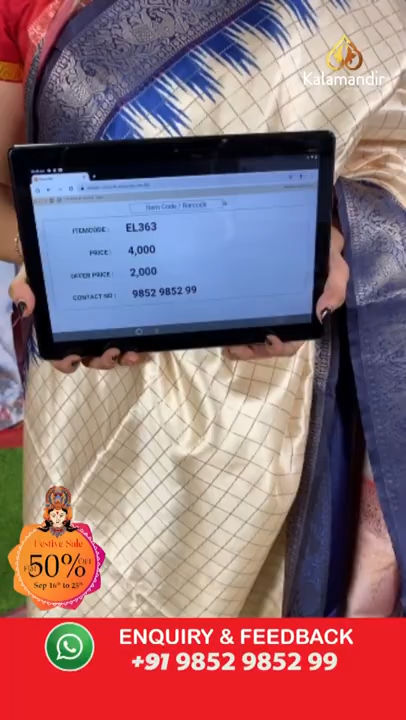 Kalamandir
Item Code / Barcode
ITEMCODE : EL363
PRICE : 4,000
OFFER PRICE : 2,000
CONTACT NO : 9852 9852 99
Festive Sale
50% OFF
Sep 16th to 25th
ENQUIRY & FEEDBACK
+91 9852 9852 99